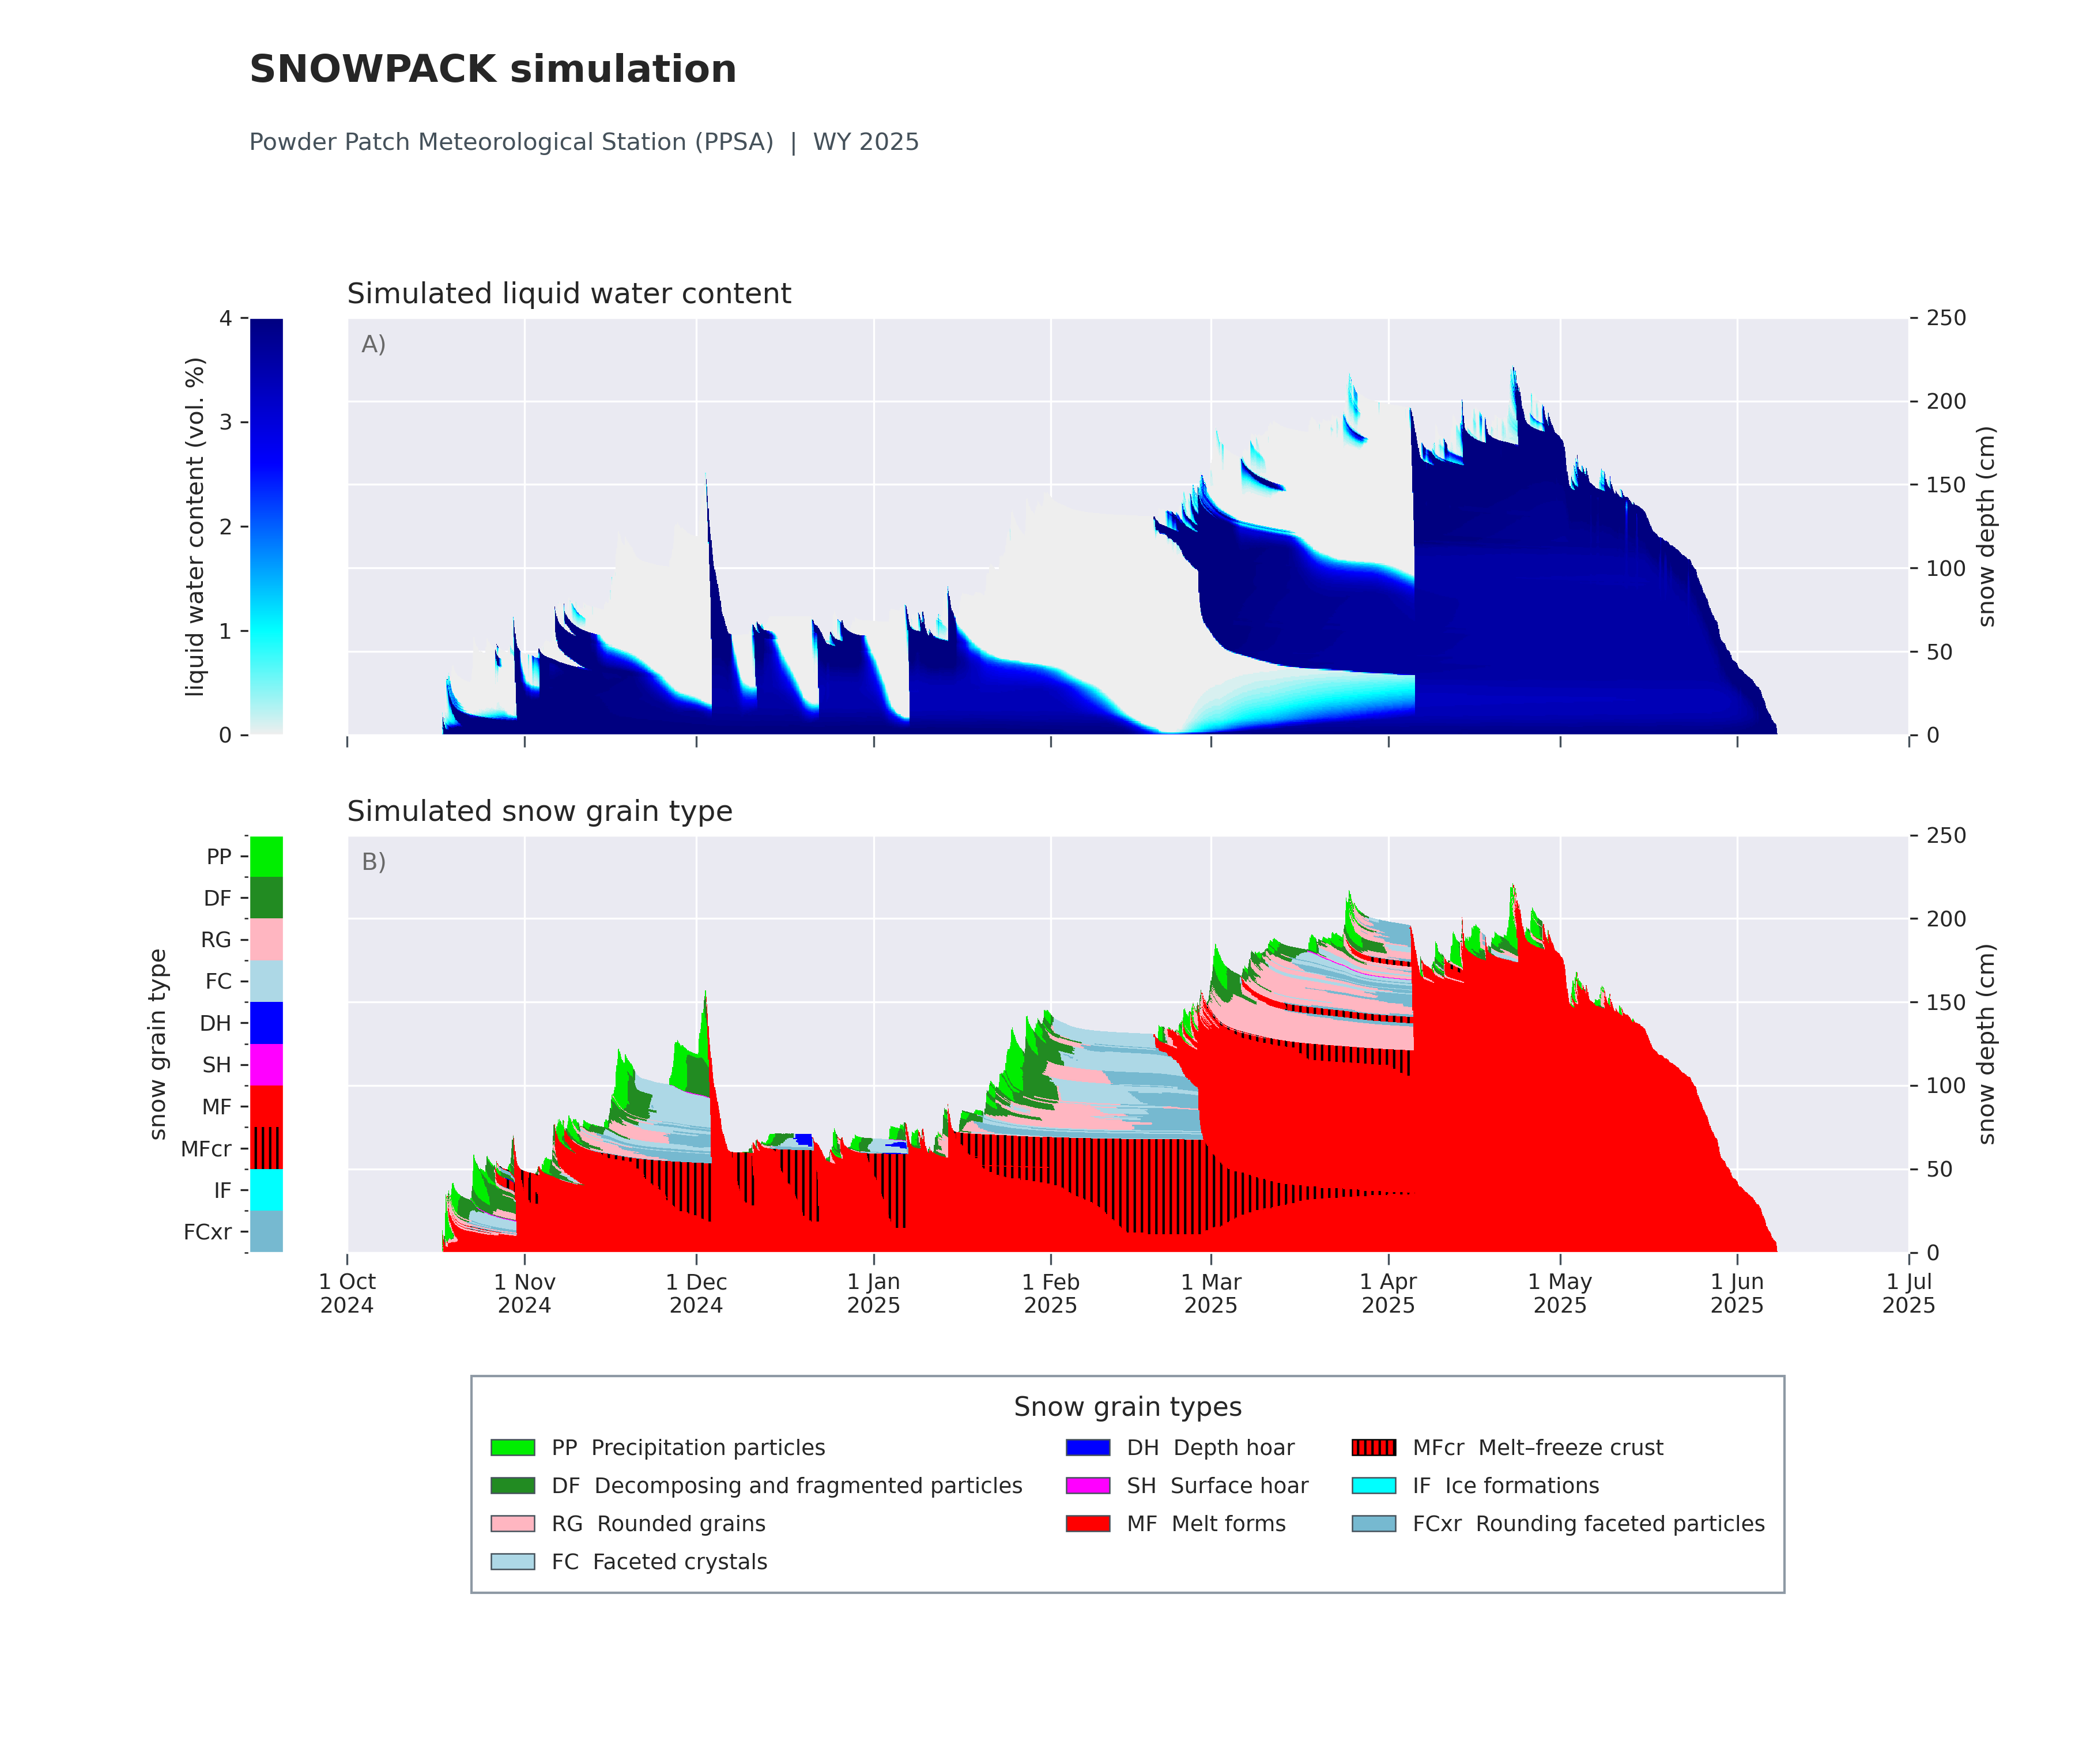 SNOWPACK simulation
Powder Patch Meteorological Station (PPSA) | WY 2025
Simulated liquid water content
A)
liquid water content (vol. %)
4
3
2
1
0
250
200
150
100
50
0
snow depth (cm)
Simulated snow grain type
B)
snow grain type
PP
DF
RG
FC
DH
SH
MF
MFcr
IF
FCxr
250
200
150
100
50
0
snow depth (cm)
1 Oct 1 Nov 1 Dec 1 Jan 1 Feb 1 Mar 1 Apr 1 May 1 Jun 1 Jul
2024 2024 2024 2025 2025 2025 2025 2025 2025 2025
Snow grain types
PP Precipitation particles
DF Decomposing and fragmented particles
RG Rounded grains
FC Faceted crystals
DH Depth hoar
SH Surface hoar
MF Melt forms
MFcr Melt–freeze crust
IF Ice formations
FCxr Rounding faceted particles